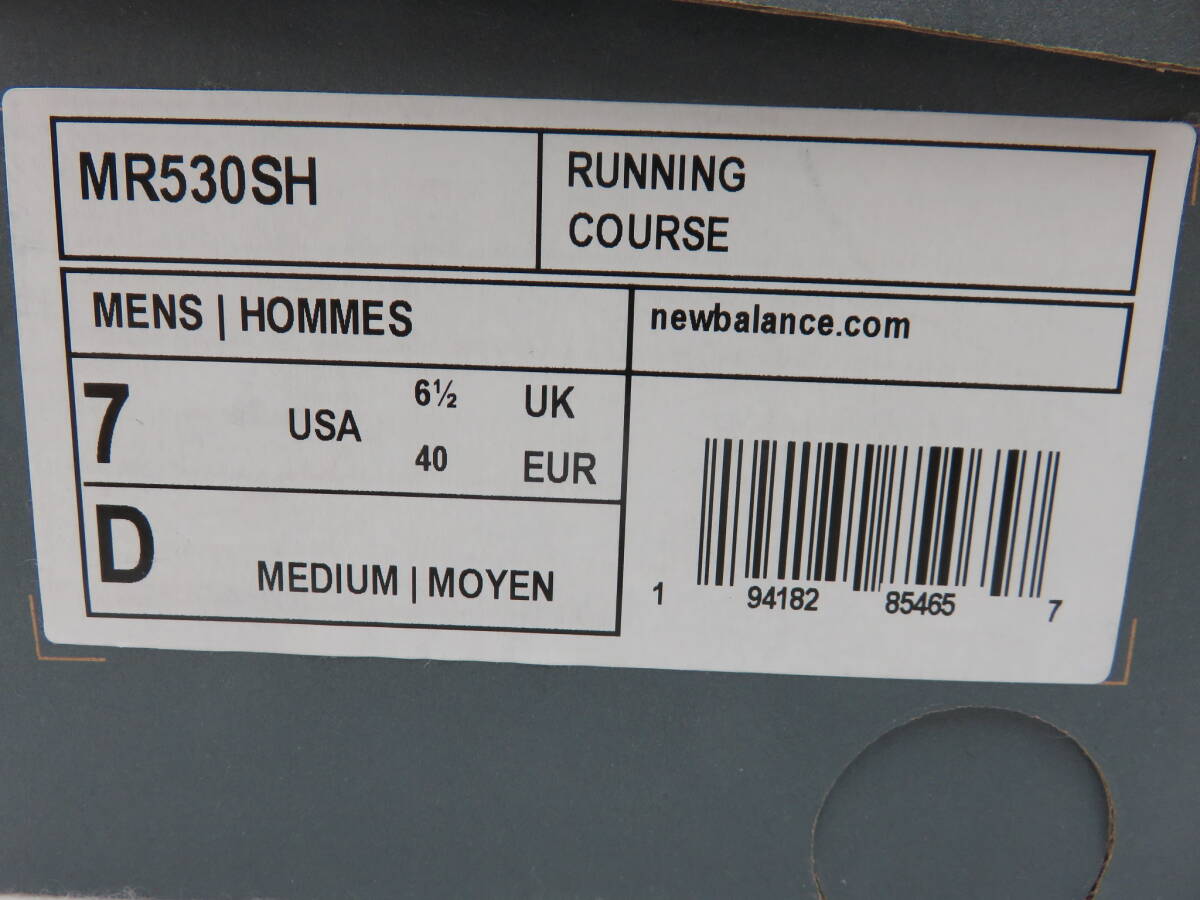 MR530SH
RUNNING
COURSE
MENS | HOMMES
newbalance.com
7 USA 6½ UK
40 EUR
D MEDIUM | MOYEN
1 94182 85465 7